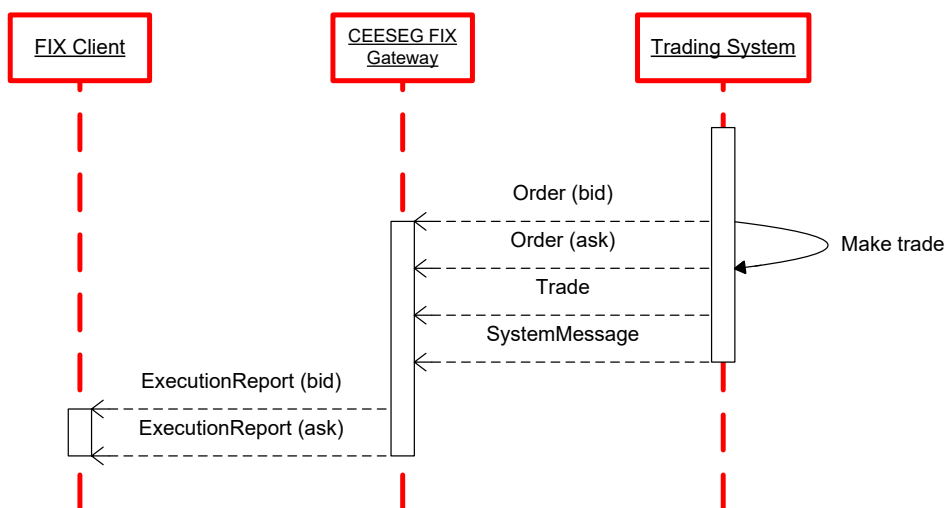 FIX Client
CEESEG FIX
Gateway
Trading System
Order (bid)
Order (ask)
Make trade
Trade
SystemMessage
ExecutionReport (bid)
ExecutionReport (ask)